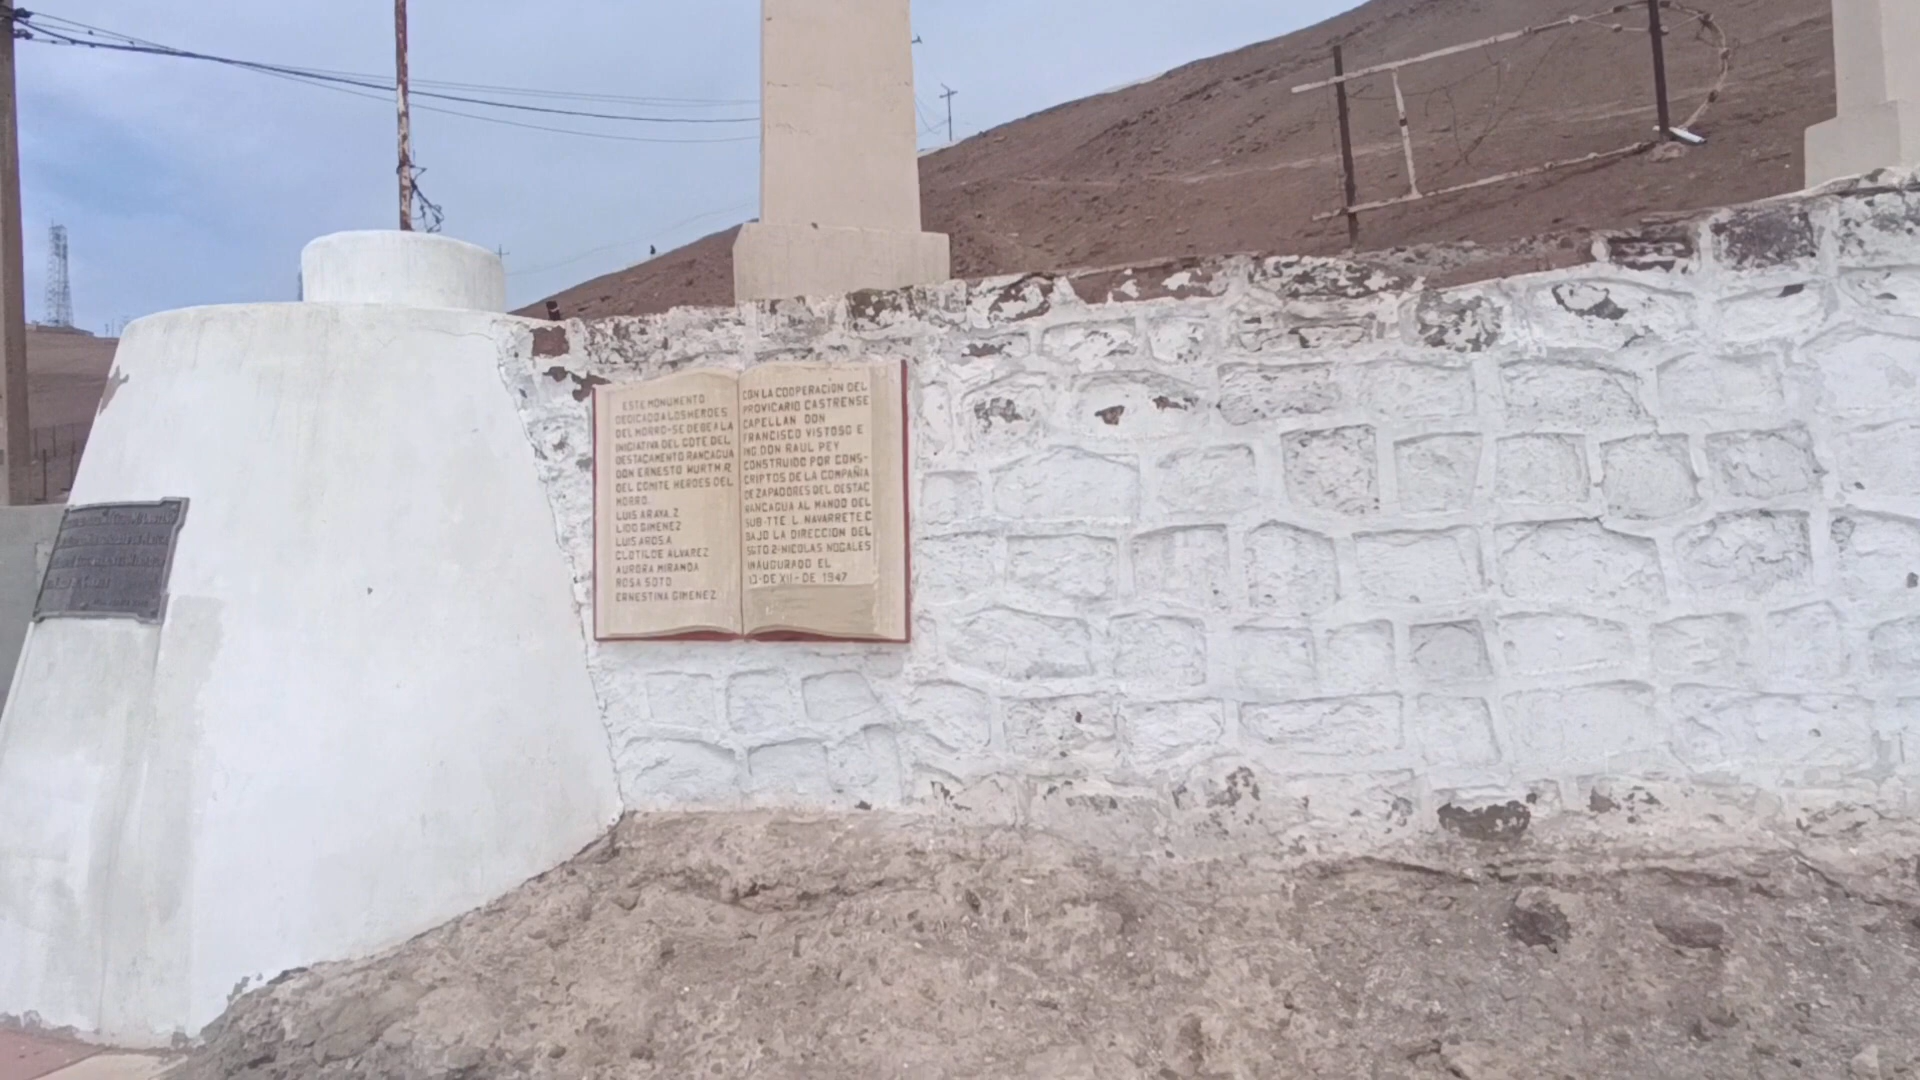 ESTE MONUMENTO
DEDICADO A LOS HEROES
DEL MORRO-SE DEBE A LA
INICIATIVA DEL CDTE DEL
DESTACAMENTO RANCAGUA
DON ERNESTO WURTH.R.
DEL COMITE HEROES DEL
MORRO.
LUIS ARAYA.Z
LIDO GIMENEZ
LUIS AROS.A
CLOTILDE ALVAREZ
AURORA MIRANDA
ROSA SOTO
ERNESTINA GIMENEZ
CON LA COOPERACION DEL
PROVICARIO CASTRENSE
CAPELLAN DON
FRANCISCO VISTOSO E
ING. DON RAUL PEY
CONSTRUIDO POR CONS-
CRIPTOS DE LA COMPAÑIA
DE ZAPADORES DEL DESTAC
RANCAGUA AL MANDO DEL
SUB-TTE L. NAVARRETE.C
BAJO LA DIRECCION DEL
SGTO 2-NICOLAS NOGALES
INAUGURADO EL
13-DE XII-DE 1947